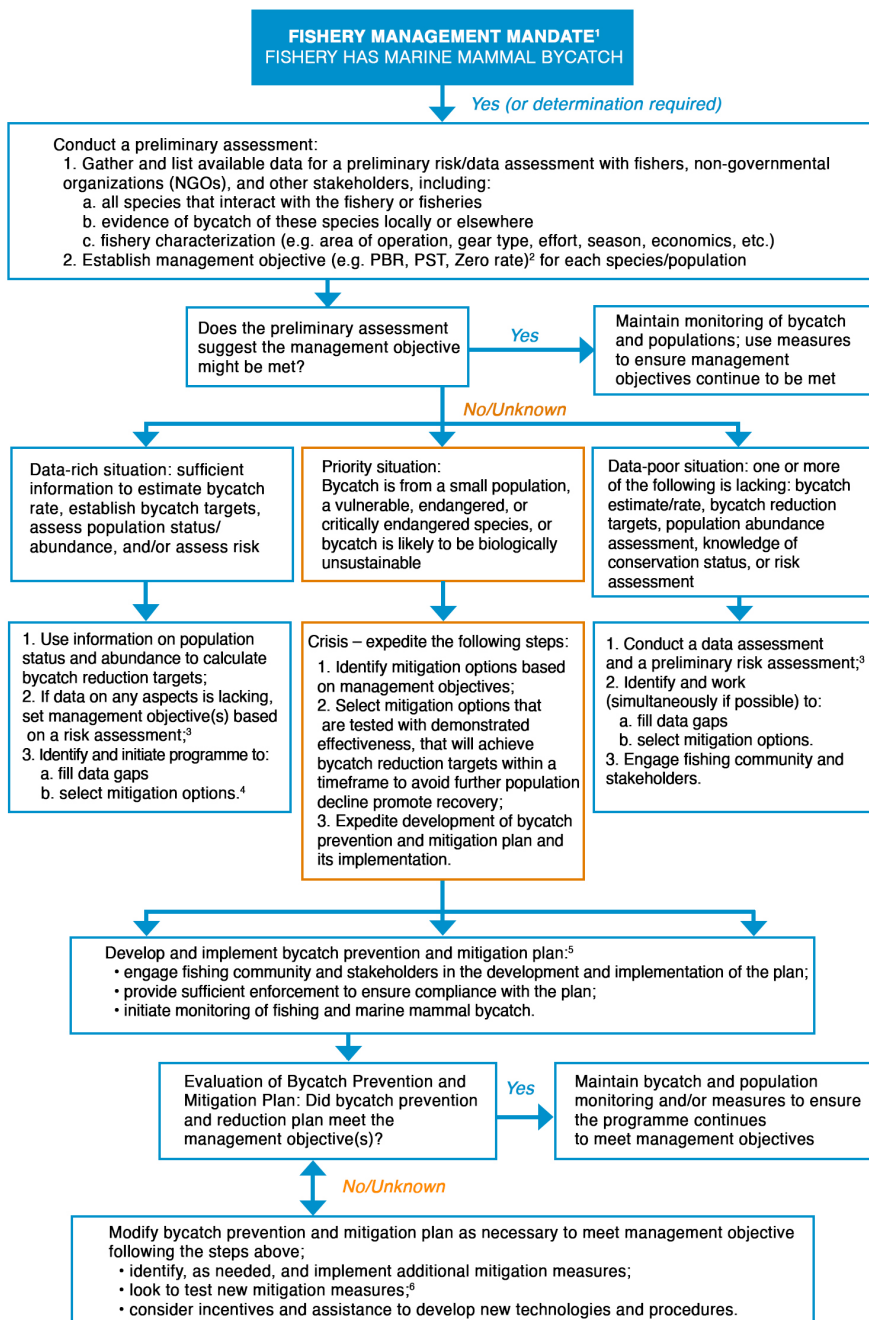 FISHERY MANAGEMENT MANDATE¹
FISHERY HAS MARINE MAMMAL BYCATCH
Yes (or determination required)
Conduct a preliminary assessment:
1. Gather and list available data for a preliminary risk/data assessment with fishers, non-governmental
organizations (NGOs), and other stakeholders, including:
a. all species that interact with the fishery or fisheries
b. evidence of bycatch of these species locally or elsewhere
c. fishery characterization (e.g. area of operation, gear type, effort, season, economics, etc.)
2. Establish management objective (e.g. PBR, PST, Zero rate)² for each species/population
Does the preliminary assessment
suggest the management objective
might be met?
Yes
Maintain monitoring of bycatch
and populations; use measures
to ensure management
objectives continue to be met
No/Unknown
Data-rich situation: sufficient
information to estimate bycatch
rate, establish bycatch targets,
assess population status/
abundance, and/or assess risk
Priority situation:
Bycatch is from a small population,
a vulnerable, endangered, or
critically endangered species, or
bycatch is likely to be biologically
unsustainable
Data-poor situation: one or more
of the following is lacking: bycatch
estimate/rate, bycatch reduction
targets, population abundance
assessment, knowledge of
conservation status, or risk
assessment
1. Use information on population
status and abundance to calculate
bycatch reduction targets;
2. If data on any aspects is lacking,
set management objective(s) based
on a risk assessment;³
3. Identify and initiate programme to:
a. fill data gaps
b. select mitigation options.⁴
Crisis – expedite the following steps:
1. Identify mitigation options based
on management objectives;
2. Select mitigation options that
are tested with demonstrated
effectiveness, that will achieve
bycatch reduction targets within a
timeframe to avoid further population
decline promote recovery;
3. Expedite development of bycatch
prevention and mitigation plan and
its implementation.
1. Conduct a data assessment
and a preliminary risk assessment;³
2. Identify and work
(simultaneously if possible) to:
a. fill data gaps
b. select mitigation options.
3. Engage fishing community and
stakeholders.
Develop and implement bycatch prevention and mitigation plan:⁵
• engage fishing community and stakeholders in the development and implementation of the plan;
• provide sufficient enforcement to ensure compliance with the plan;
• initiate monitoring of fishing and marine mammal bycatch.
Evaluation of Bycatch Prevention and
Mitigation Plan: Did bycatch prevention
and reduction plan meet the
management objective(s)?
Yes
Maintain bycatch and population
monitoring and/or measures to ensure
the programme continues
to meet management objectives
No/Unknown
Modify bycatch prevention and mitigation plan as necessary to meet management objective
following the steps above;
• identify, as needed, and implement additional mitigation measures;
• look to test new mitigation measures;⁶
• consider incentives and assistance to develop new technologies and procedures.